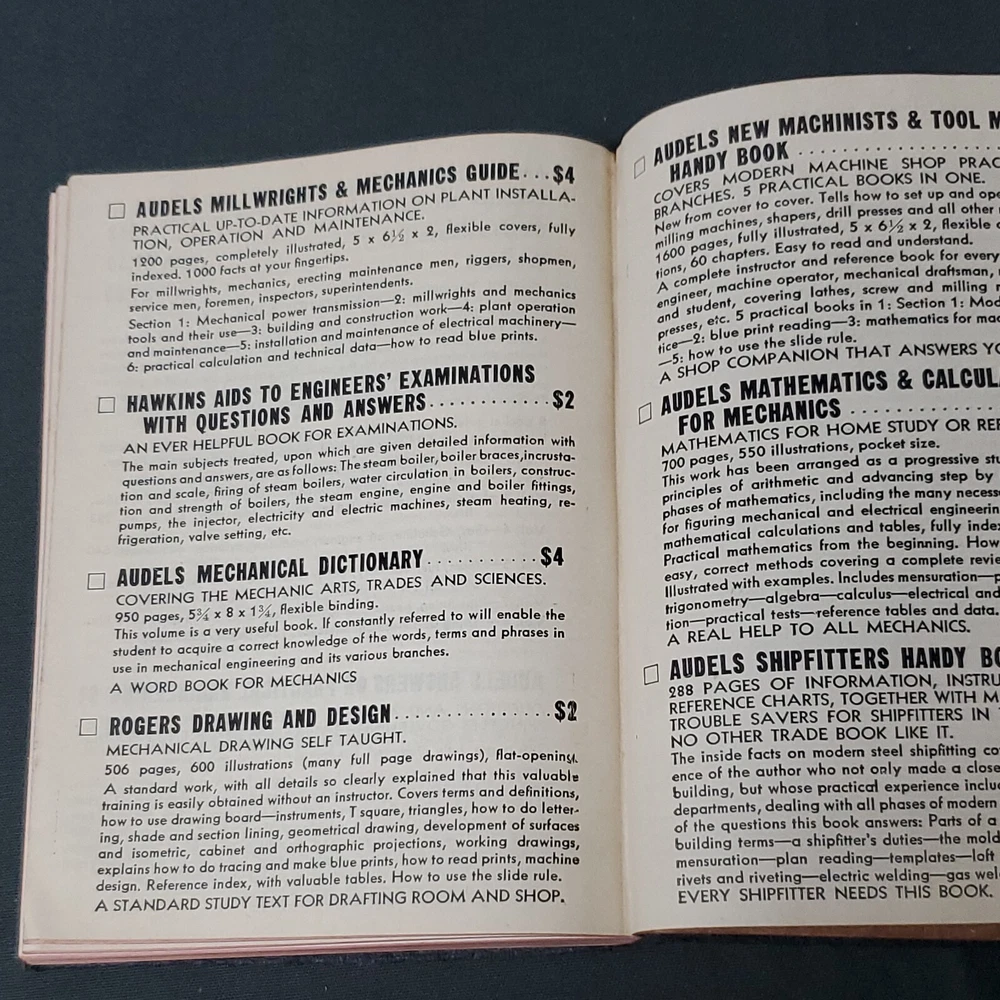 AUDELS MILLWRIGHTS & MECHANICS GUIDE...$4
PRACTICAL UP-TO-DATE INFORMATION ON PLANT INSTALLA-
TION, OPERATION AND MAINTENANCE.
1200 pages, completely illustrated, 5 x 6½ x 2, flexible covers, fully
indexed. 1000 facts at your fingertips.
For millwrights, mechanics, erecting maintenance men, riggers, shopmen,
service men, foremen, inspectors, superintendents.
Section 1: Mechanical power transmission—2: millwrights and mechanics
tools and their use—3: building and construction work—4: plant operation
and maintenance—5: installation and maintenance of electrical machinery—
6: practical calculation and technical data—how to read blue prints.
HAWKINS AIDS TO ENGINEERS' EXAMINATIONS
WITH QUESTIONS AND ANSWERS..........$2
AN EVER HELPFUL BOOK FOR EXAMINATIONS.
The main subjects treated, upon which are given detailed information with
questions and answers, are as follows: The steam boiler, boiler braces, incrusta-
tion and scale, firing of steam boilers, water circulation in boilers, construc-
tion and strength of boilers, the steam engine, engine and boiler fittings,
pumps, the injector, electricity and electric machines, steam heating, re-
frigeration, valve setting, etc.
AUDELS MECHANICAL DICTIONARY..........$4
COVERING THE MECHANIC ARTS, TRADES AND SCIENCES.
950 pages, 5¾ x 8 x 1¾, flexible binding.
This volume is a very useful book. If constantly referred to will enable the
student to acquire a correct knowledge of the words, terms and phrases in
use in mechanical engineering and its various branches.
A WORD BOOK FOR MECHANICS
ROGERS DRAWING AND DESIGN..............$2
MECHANICAL DRAWING SELF TAUGHT.
506 pages, 600 illustrations (many full page drawings), flat-opening.
A standard work, with all details so clearly explained that this valuable
training is easily obtained without an instructor. Covers terms and definitions,
how to use drawing board—instruments, T square, triangles, how to do letter-
ing, shade and section lining, geometrical drawing, development of surfaces
and isometric, cabinet and orthographic projections, working drawings,
explains how to do tracing and make blue prints, how to read prints, machine
design. Reference index, with valuable tables. How to use the slide rule.
A STANDARD STUDY TEXT FOR DRAFTING ROOM AND SHOP.
AUDELS NEW MACHINISTS & TOOL
HANDY BOOK
COVERS MODERN MACHINE SHOP PRAC
BRANCHES. 5 PRACTICAL BOOKS IN ONE.
New from cover to cover. Tells how to set up and ope
milling machines, shapers, drill presses and all other
1600 pages, fully illustrated, 5 x 6½ x 2, flexible
tions, 60 chapters. Easy to read and understand.
A complete instructor and reference book for every
engineer, machine operator, mechanical draftsman,
and student, covering lathes, screw and milling
presses, etc. 5 practical books in 1: Section 1: Mod
tice—2: blue print reading—3: mathematics for mac
—5: how to use the slide rule.
A SHOP COMPANION THAT ANSWERS YO
AUDELS MATHEMATICS & CALCULA
FOR MECHANICS
MATHEMATICS FOR HOME STUDY OR REF
700 pages, 550 illustrations, pocket size.
This work has been arranged as a progressive stu
principles of arithmetic and advancing step by
phases of mathematics, including the many necess
for figuring mechanical and electrical engineerin
mathematical calculations and tables, fully index
Practical mathematics from the beginning. How
easy, correct methods covering a complete revie
Illustrated with examples. Includes mensuration—p
trigonometry—algebra—calculus—electrical and
tion—practical tests—reference tables and data.
A REAL HELP TO ALL MECHANICS.
AUDELS SHIPFITTERS HANDY BO
288 PAGES OF INFORMATION, INSTRU
REFERENCE CHARTS, TOGETHER WITH M
TROUBLE SAVERS FOR SHIPFITTERS IN
NO OTHER TRADE BOOK LIKE IT.
The inside facts on modern steel shipfitting co
ence of the author who not only made a close
building, but whose practical experience inclu
departments, dealing with all phases of modern
of the questions this book answers: Parts of a
building terms—a shipfitter's duties—the mold
mensuration—plan reading—templates—loft
rivets and riveting—electric welding—gas wel
EVERY SHIPFITTER NEEDS THIS BOOK.